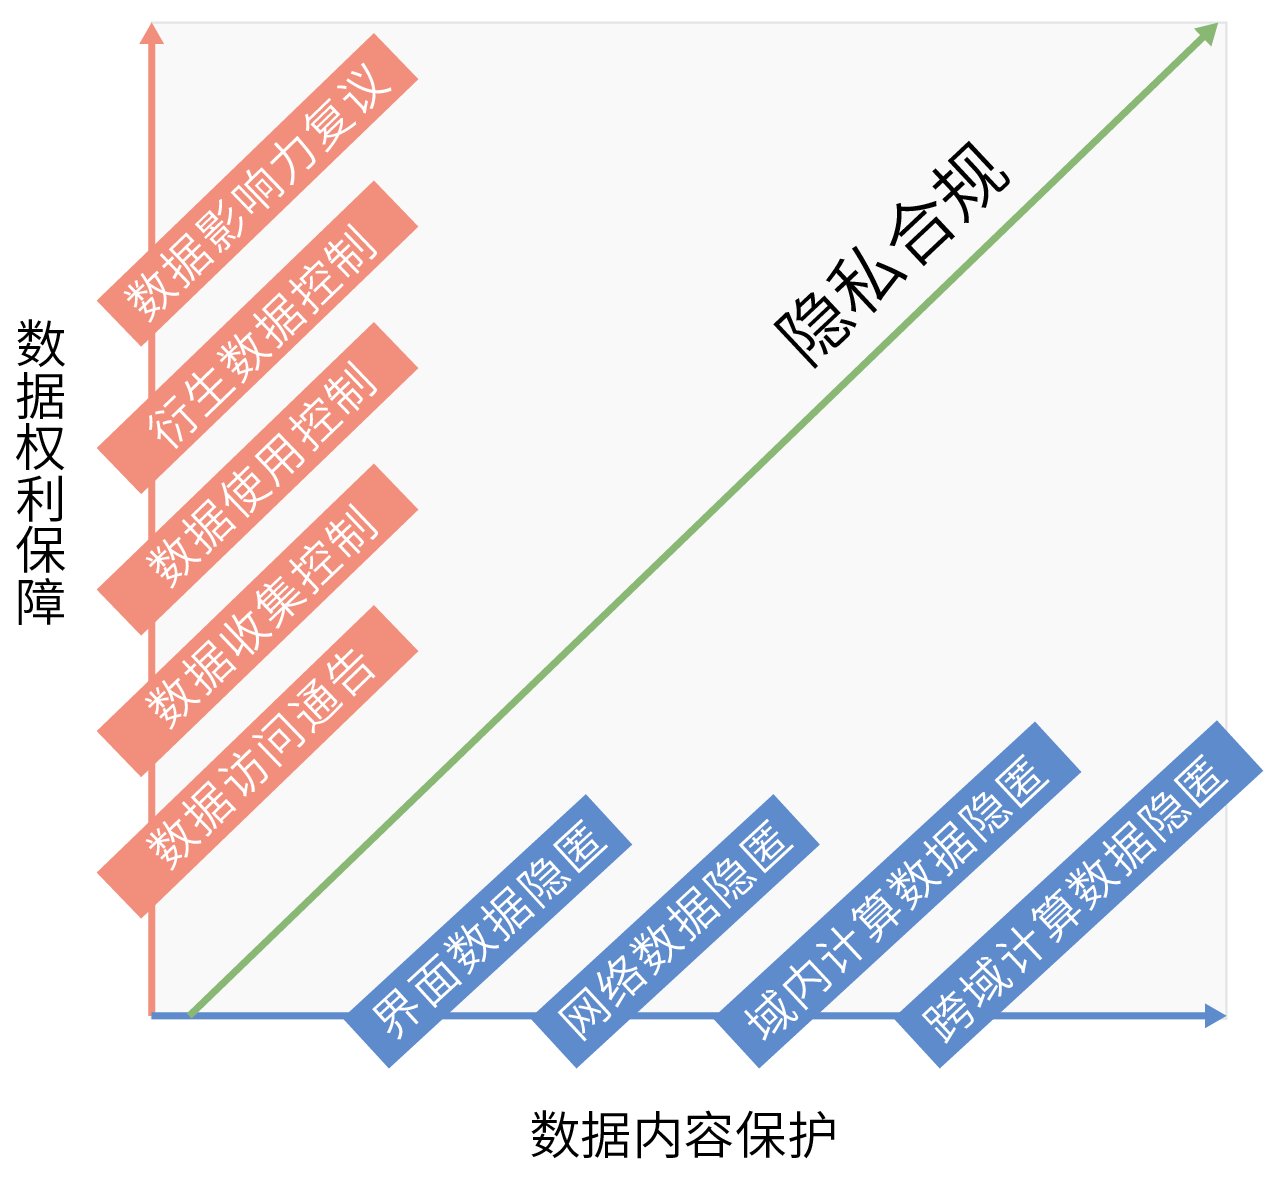 数据影响力复议
衍生数据控制
数据使用控制
数据收集控制
数据访问通告
数据权利保障
隐私合规
界面数据隐匿
网络数据隐匿
域内计算数据隐匿
跨域计算数据隐匿
数据内容保护